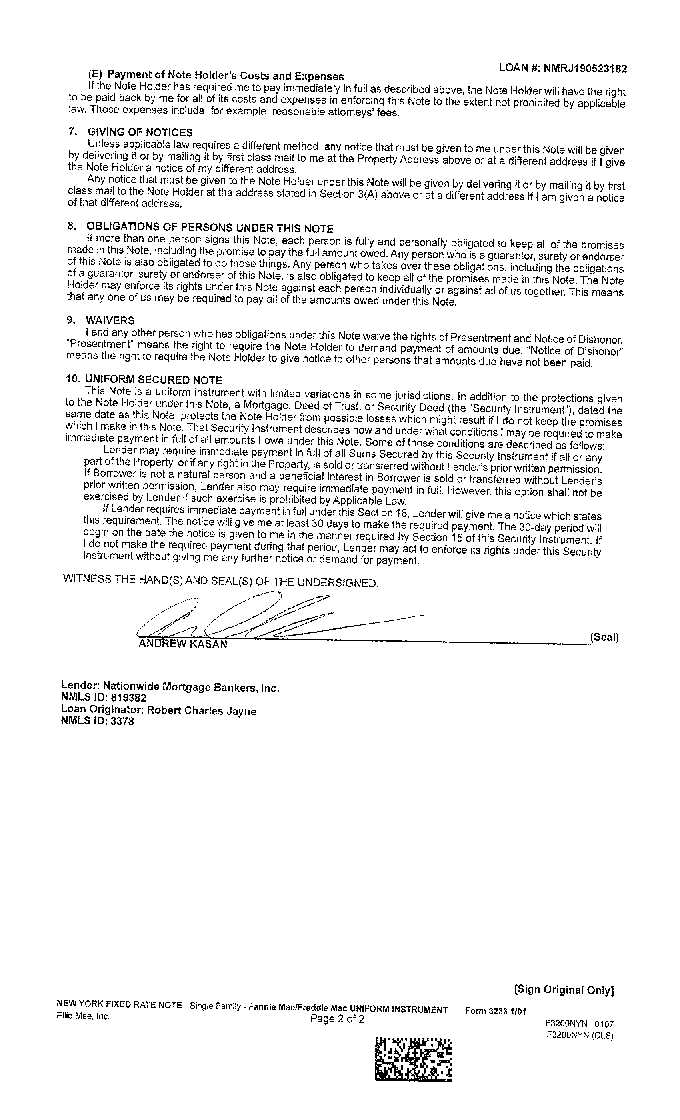 LOAN #: NMRJ190523182
(E) Payment of Note Holder's Costs and Expenses
If the Note Holder has required me to pay immediately in full as described above, the Note Holder will have the right
to be paid back by me for all of its costs and expenses in enforcing this Note to the extent not prohibited by applicable
law. Those expenses include, for example, reasonable attorneys' fees.
7. GIVING OF NOTICES
Unless applicable law requires a different method, any notice that must be given to me under this Note will be given
by delivering it or by mailing it by first class mail to me at the Property Address above or at a different address if I give
the Note Holder a notice of my different address.
Any notice that must be given to the Note Holder under this Note will be given by delivering it or by mailing it by first
class mail to the Note Holder at the address stated in Section 3(A) above or at a different address if I am given a notice
of that different address.
8. OBLIGATIONS OF PERSONS UNDER THIS NOTE
If more than one person signs this Note, each person is fully and personally obligated to keep all of the promises
made in this Note, including the promise to pay the full amount owed. Any person who is a guarantor, surety or endorser
of this Note is also obligated to do these things. Any person who takes over these obligations, including the obligations
of a guarantor, surety or endorser of this Note, is also obligated to keep all of the promises made in this Note. The Note
Holder may enforce its rights under this Note against each person individually or against all of us together. This means
that any one of us may be required to pay all of the amounts owed under this Note.
9. WAIVERS
I and any other person who has obligations under this Note waive the rights of Presentment and Notice of Dishonor.
"Presentment" means the right to require the Note Holder to demand payment of amounts due. "Notice of Dishonor"
means the right to require the Note Holder to give notice to other persons that amounts due have not been paid.
10. UNIFORM SECURED NOTE
This Note is a uniform instrument with limited variations in some jurisdictions. In addition to the protections given
to the Note Holder under this Note, a Mortgage, Deed of Trust, or Security Deed (the "Security Instrument"), dated the
same date as this Note, protects the Note Holder from possible losses which might result if I do not keep the promises
which I make in this Note. That Security Instrument describes how and under what conditions I may be required to make
immediate payment in full of all amounts I owe under this Note. Some of those conditions are described as follows:
Lender may require immediate payment in full of all Sums Secured by this Security Instrument if all or any
part of the Property, or if any right in the Property, is sold or transferred without Lender's prior written permission.
If Borrower is not a natural person and a beneficial interest in Borrower is sold or transferred without Lender's
prior written permission, Lender also may require immediate payment in full. However, this option shall not be
exercised by Lender if such exercise is prohibited by Applicable Law.
If Lender requires immediate payment in full under this Section 18, Lender will give me a notice which states
this requirement. The notice will give me at least 30 days to make the required payment. The 30-day period will
begin on the date the notice is given to me in the manner required by Section 15 of this Security Instrument. If
I do not make the required payment during that period, Lender may act to enforce its rights under this Security
Instrument without giving me any further notice or demand for payment.
WITNESS THE HAND(S) AND SEAL(S) OF THE UNDERSIGNED.
(Seal)
ANDREW KASAN
Lender: Nationwide Mortgage Bankers, Inc.
NMLS ID: 819382
Loan Originator: Robert Charles Jayne
NMLS ID: 3378
[Sign Original Only]
NEW YORK FIXED RATE NOTE - Single Family - Fannie Mae/Freddie Mac UNIFORM INSTRUMENT Form 3233 1/01
Ellie Mae, Inc. Page 2 of 2
F3200NYN 0107
F3200NYN (CLS)